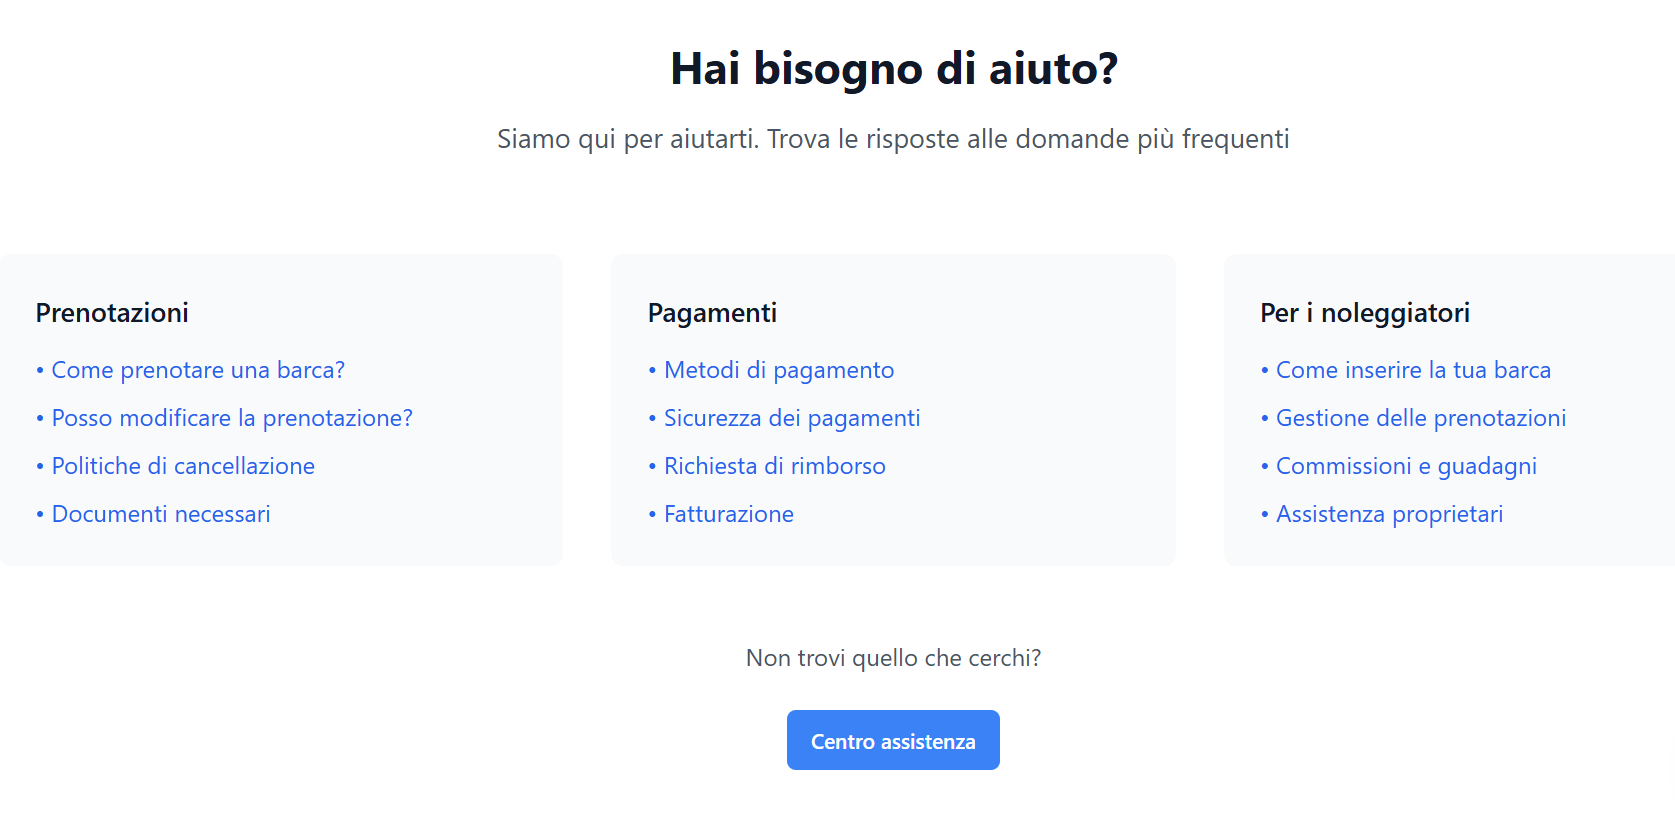 Hai bisogno di aiuto?
Siamo qui per aiutarti. Trova le risposte alle domande più frequenti
Prenotazioni
• Come prenotare una barca?
• Posso modificare la prenotazione?
• Politiche di cancellazione
• Documenti necessari
Pagamenti
• Metodi di pagamento
• Sicurezza dei pagamenti
• Richiesta di rimborso
• Fatturazione
Per i noleggiatori
• Come inserire la tua barca
• Gestione delle prenotazioni
• Commissioni e guadagni
• Assistenza proprietari
Non trovi quello che cerchi?
Centro assistenza